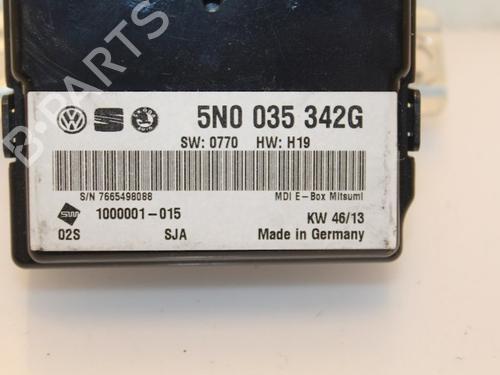 5N0 035 342G
SW: 0770 HW: H19
S/N 7665498088 MDI E-Box Mitsumi
1000001-015 KW 46/13
02S SJA Made in Germany
B-PARTS